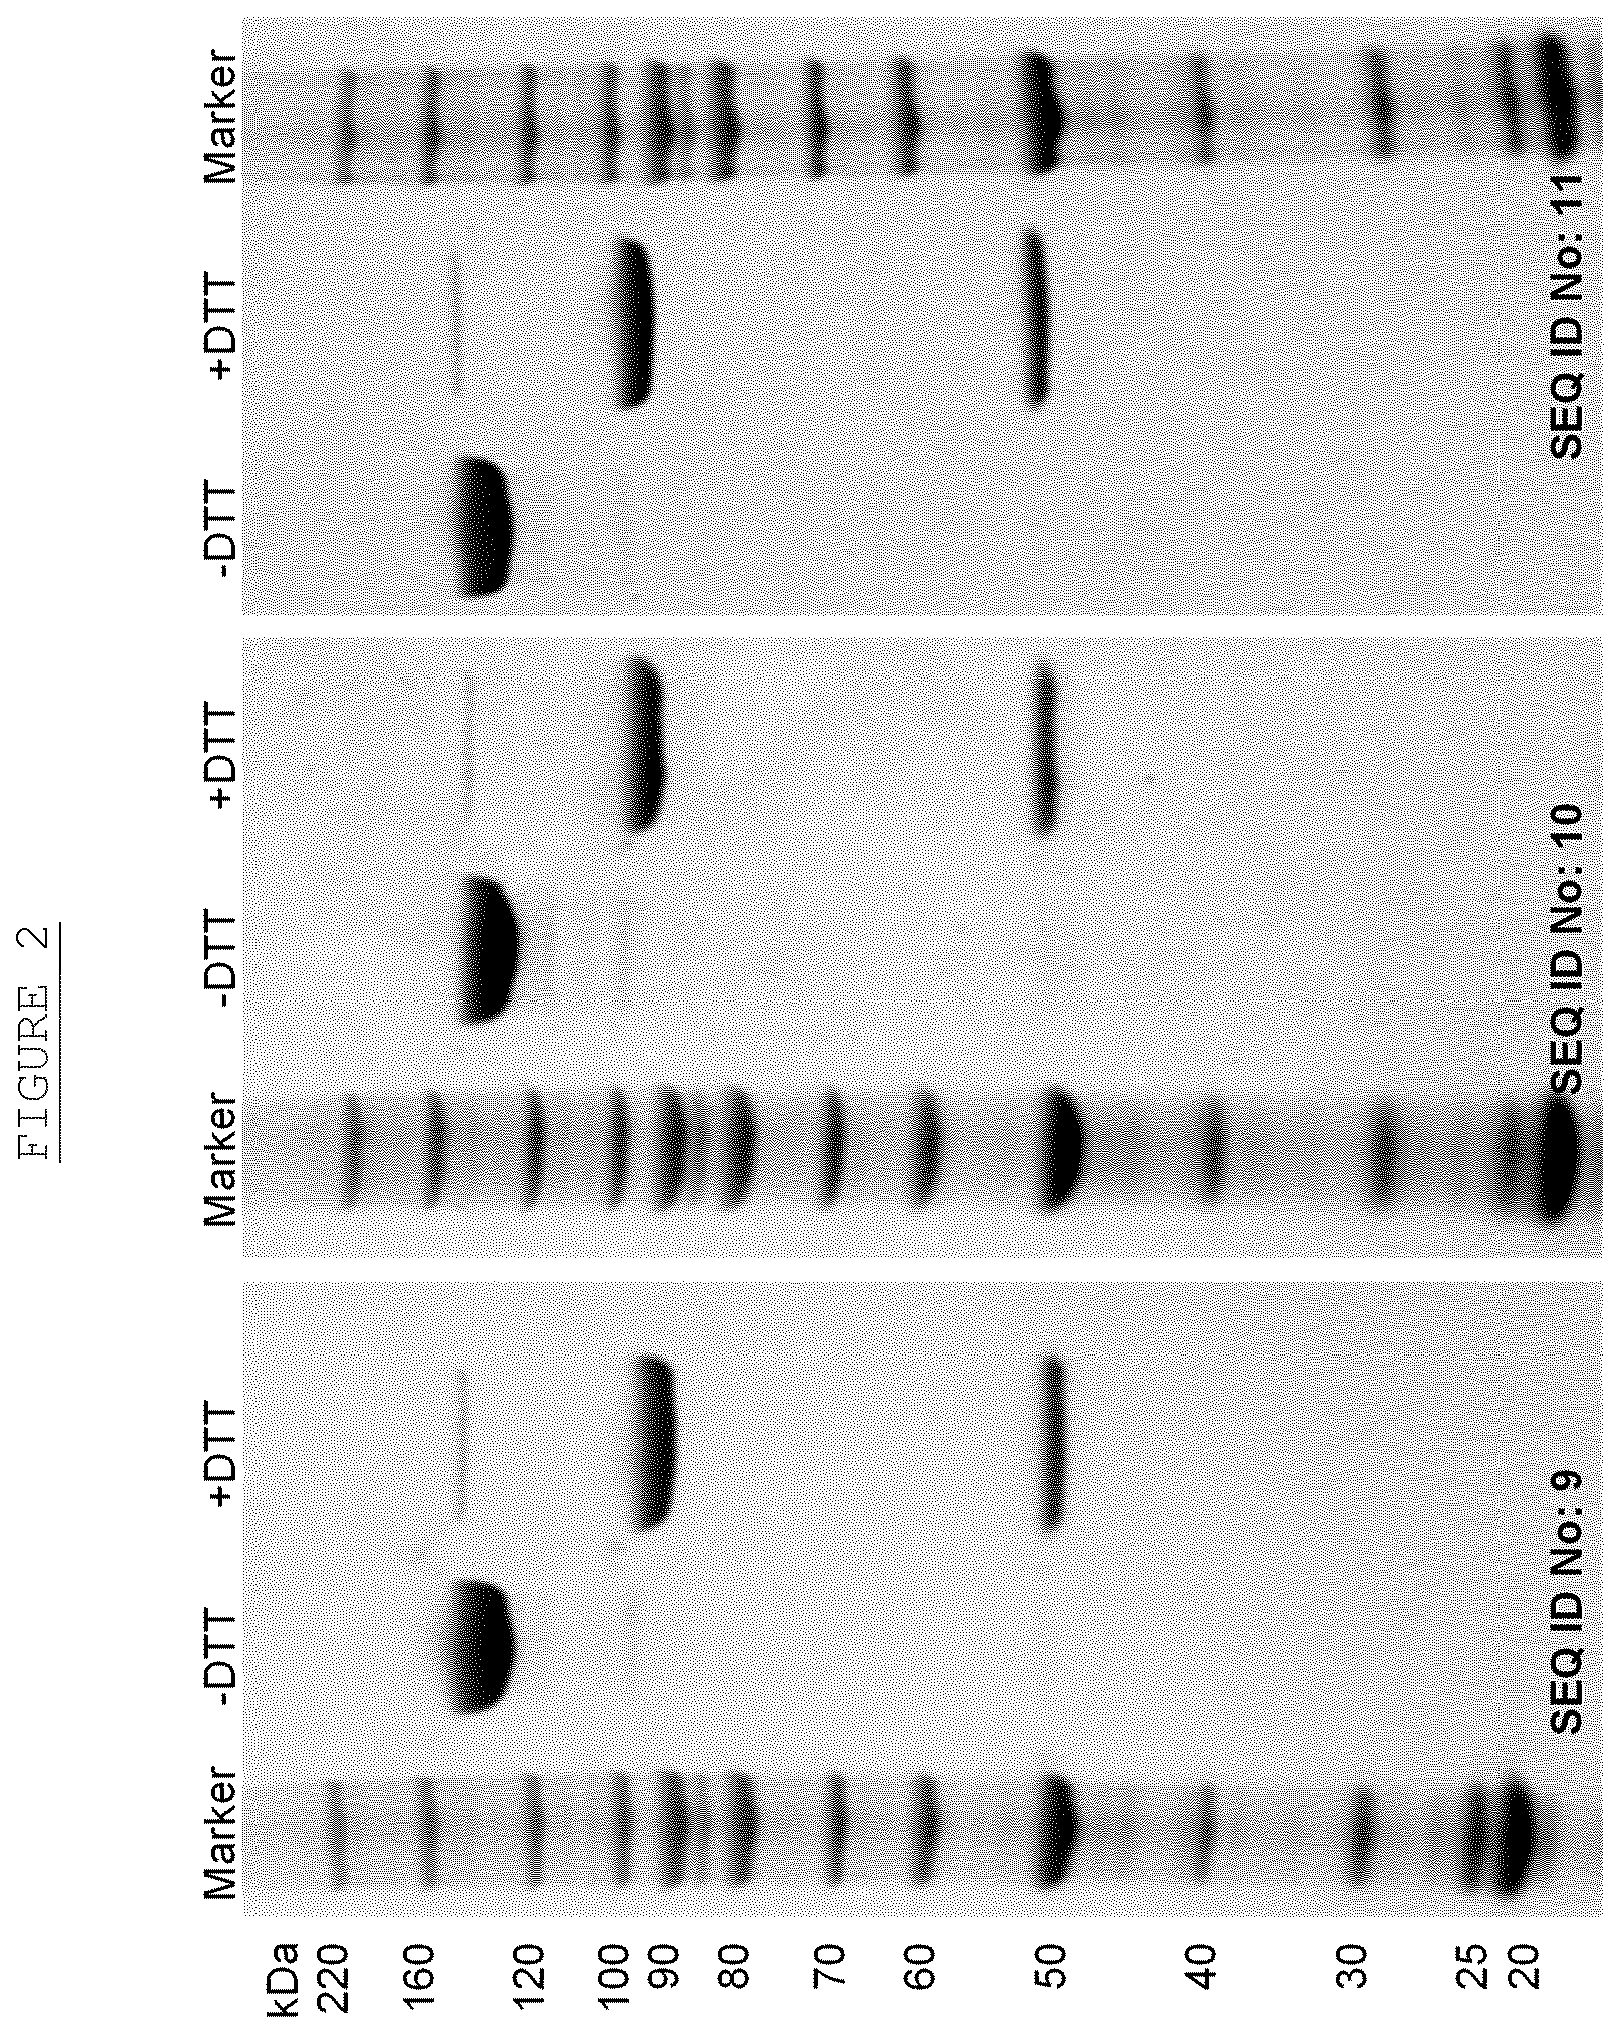 FIGURE 2
kDa
220
160
120
100
90
80
70
60
50
40
30
25
20
Marker -DTT +DTT
SEQ ID No: 9
Marker -DTT +DTT
SEQ ID No: 10
-DTT +DTT Marker
SEQ ID No: 11